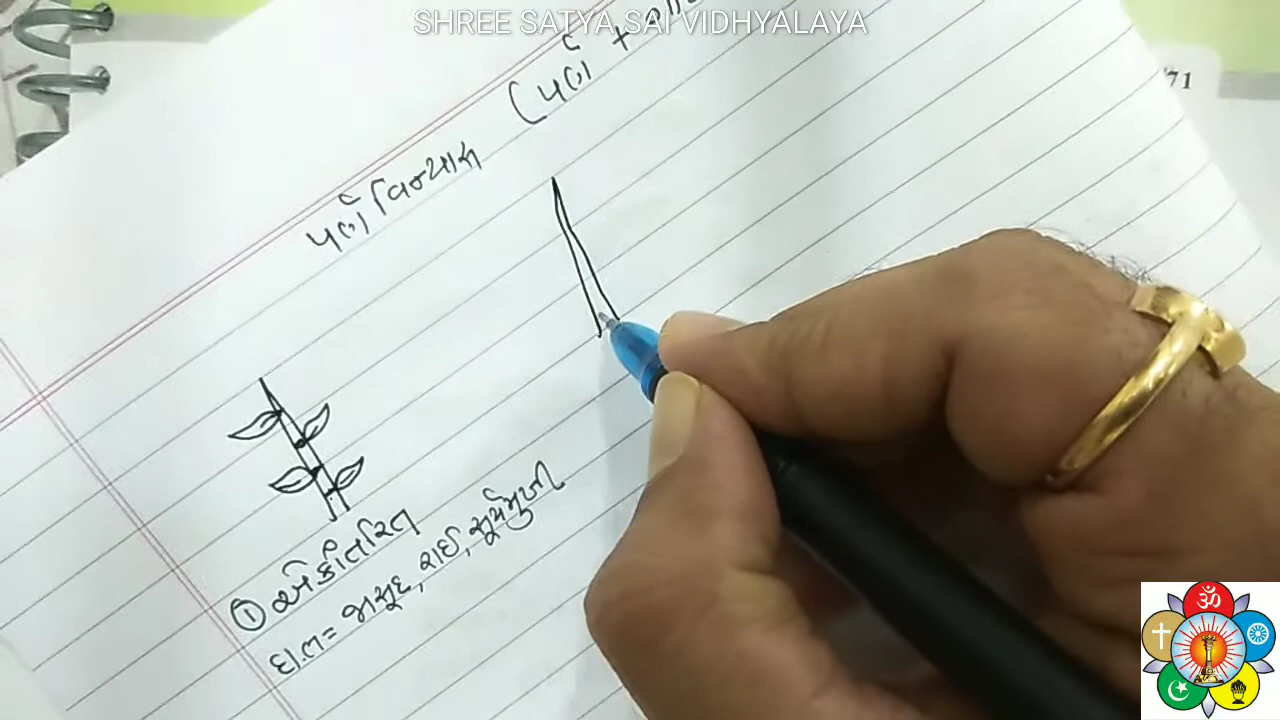 SHREE SATYA SAI VIDHYALAYA
71
પર્ણ વિન્યાસ (પર્ણ +
① એકાંતરિત
દા.ત = જાસૂદ, રાઈ, સૂર્યમુખી